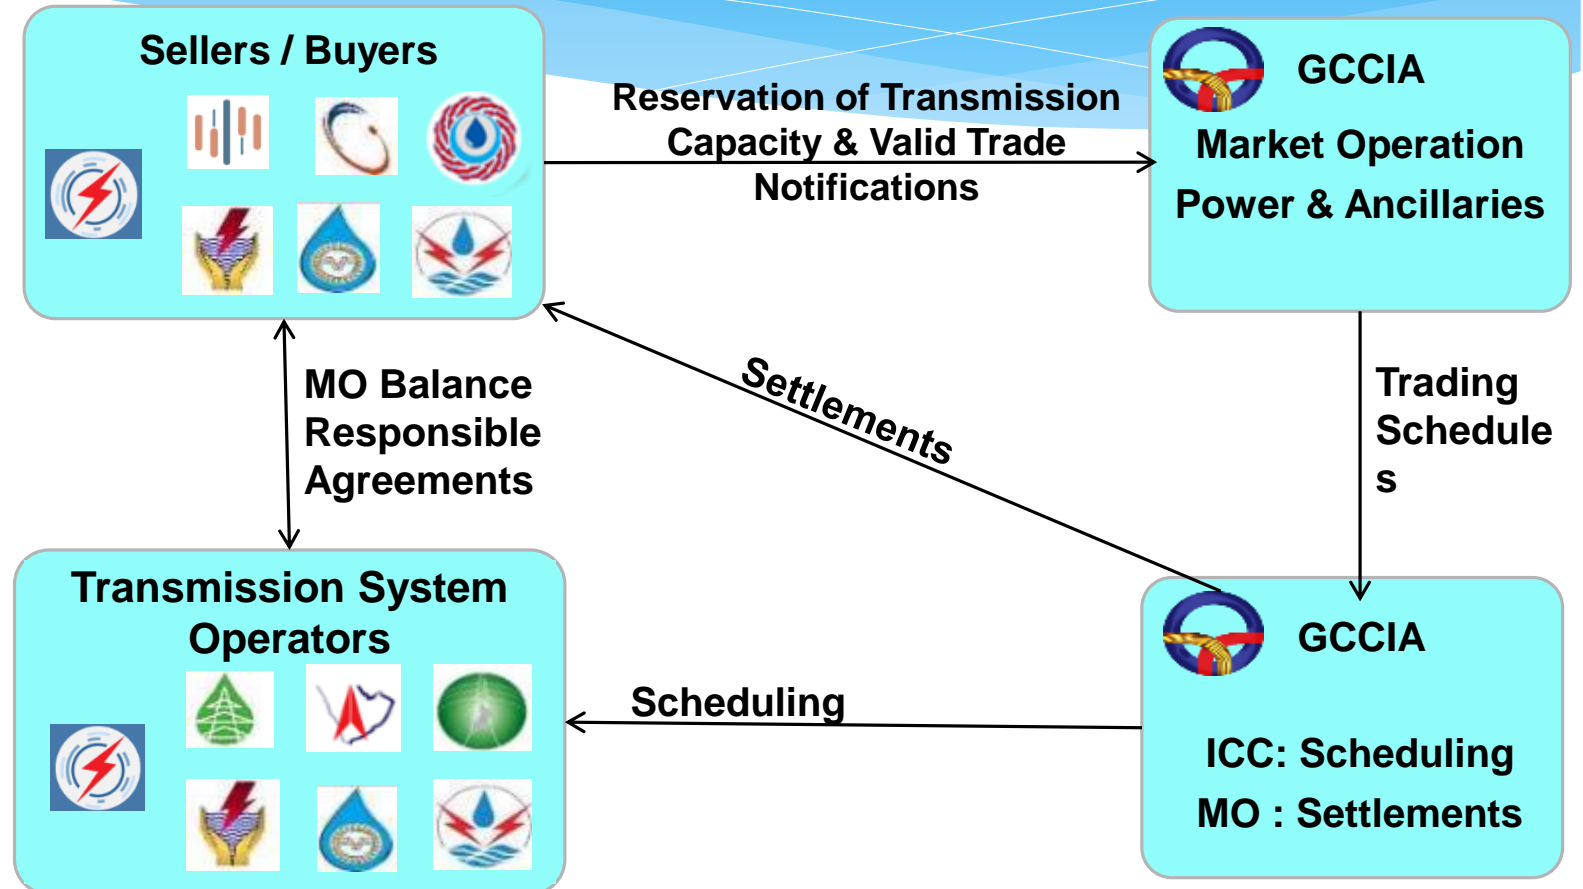 Sellers / Buyers
Reservation of Transmission
Capacity & Valid Trade
Notifications
GCCIA
Market Operation
Power & Ancillaries
MO Balance
Responsible
Agreements
Settlements
Trading
Schedule
s
Transmission System
Operators
Scheduling
GCCIA
ICC: Scheduling
MO : Settlements